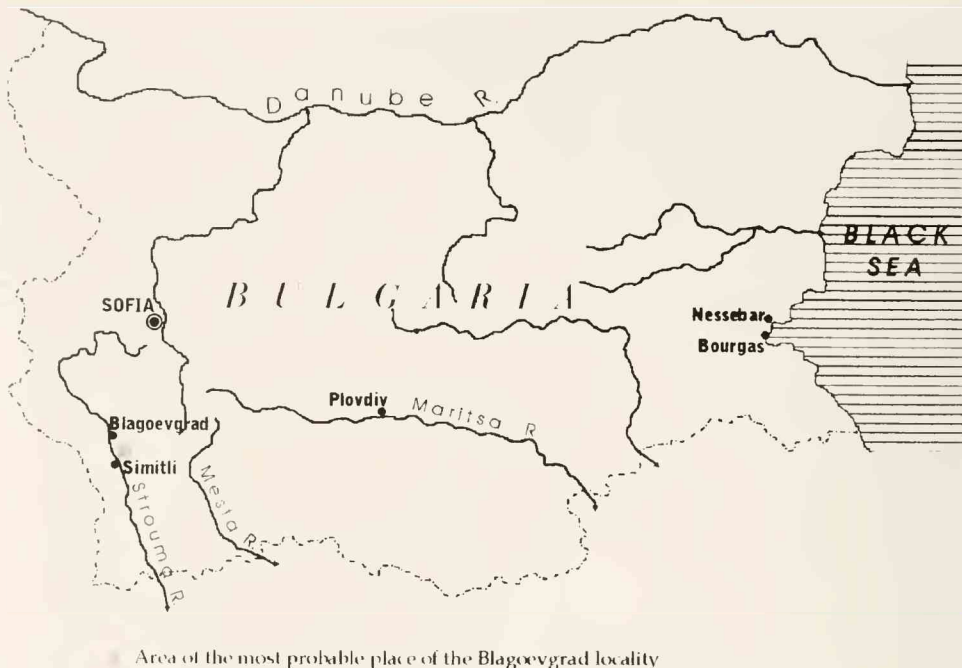 Danube R.
BLACK
SEA
BULGARIA
SOFIA
Nessebar
Bourgas
Plovdiv
Maritsa R.
Blagoevgrad
Simitli
Strouma R.
Mesta R.
Area of the most probable place of the Blagoevgrad locality